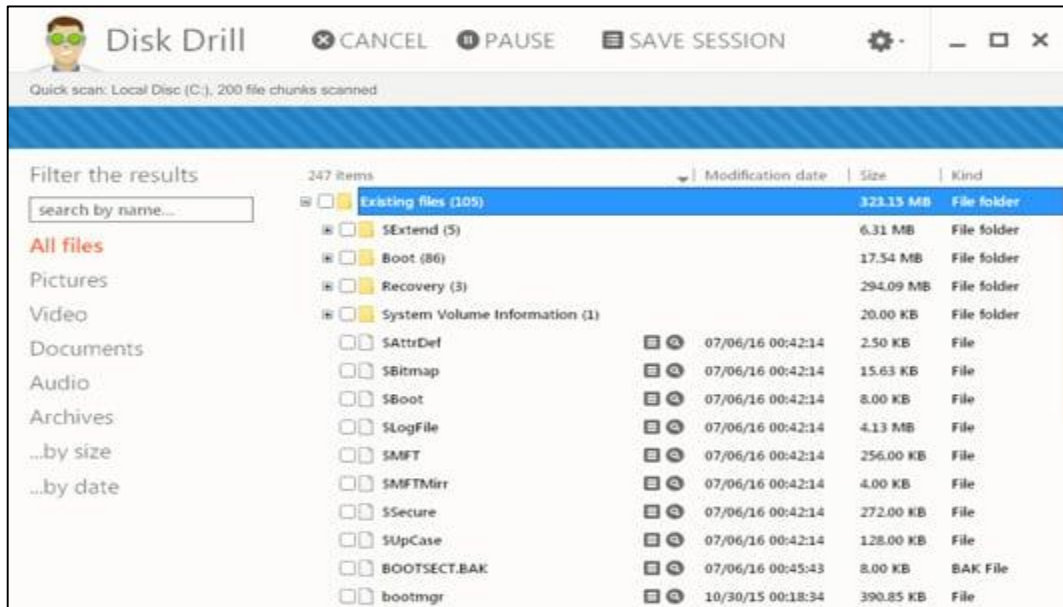 Disk Drill CANCEL PAUSE SAVE SESSION
Quick scan: Local Disc (C:), 200 file chunks scanned
Filter the results
search by name...
All files
Pictures
Video
Documents
Audio
Archives
...by size
...by date
247 items Modification date Size Kind
Existing files (105) 323.15 MB File folder
$Extend (5) 6.31 MB File folder
Boot (86) 17.54 MB File folder
Recovery (3) 294.09 MB File folder
System Volume Information (1) 20.00 KB File folder
$AttrDef 07/06/16 00:42:14 2.50 KB File
$Bitmap 07/06/16 00:42:14 15.63 KB File
$Boot 07/06/16 00:42:14 8.00 KB File
$LogFile 07/06/16 00:42:14 4.13 MB File
$MFT 07/06/16 00:42:14 256.00 KB File
$MFTMirr 07/06/16 00:42:14 4.00 KB File
$Secure 07/06/16 00:42:14 272.00 KB File
$UpCase 07/06/16 00:42:14 128.00 KB File
BOOTSECT.BAK 07/06/16 00:45:43 8.00 KB BAK File
bootmgr 10/30/15 00:18:34 390.85 KB File